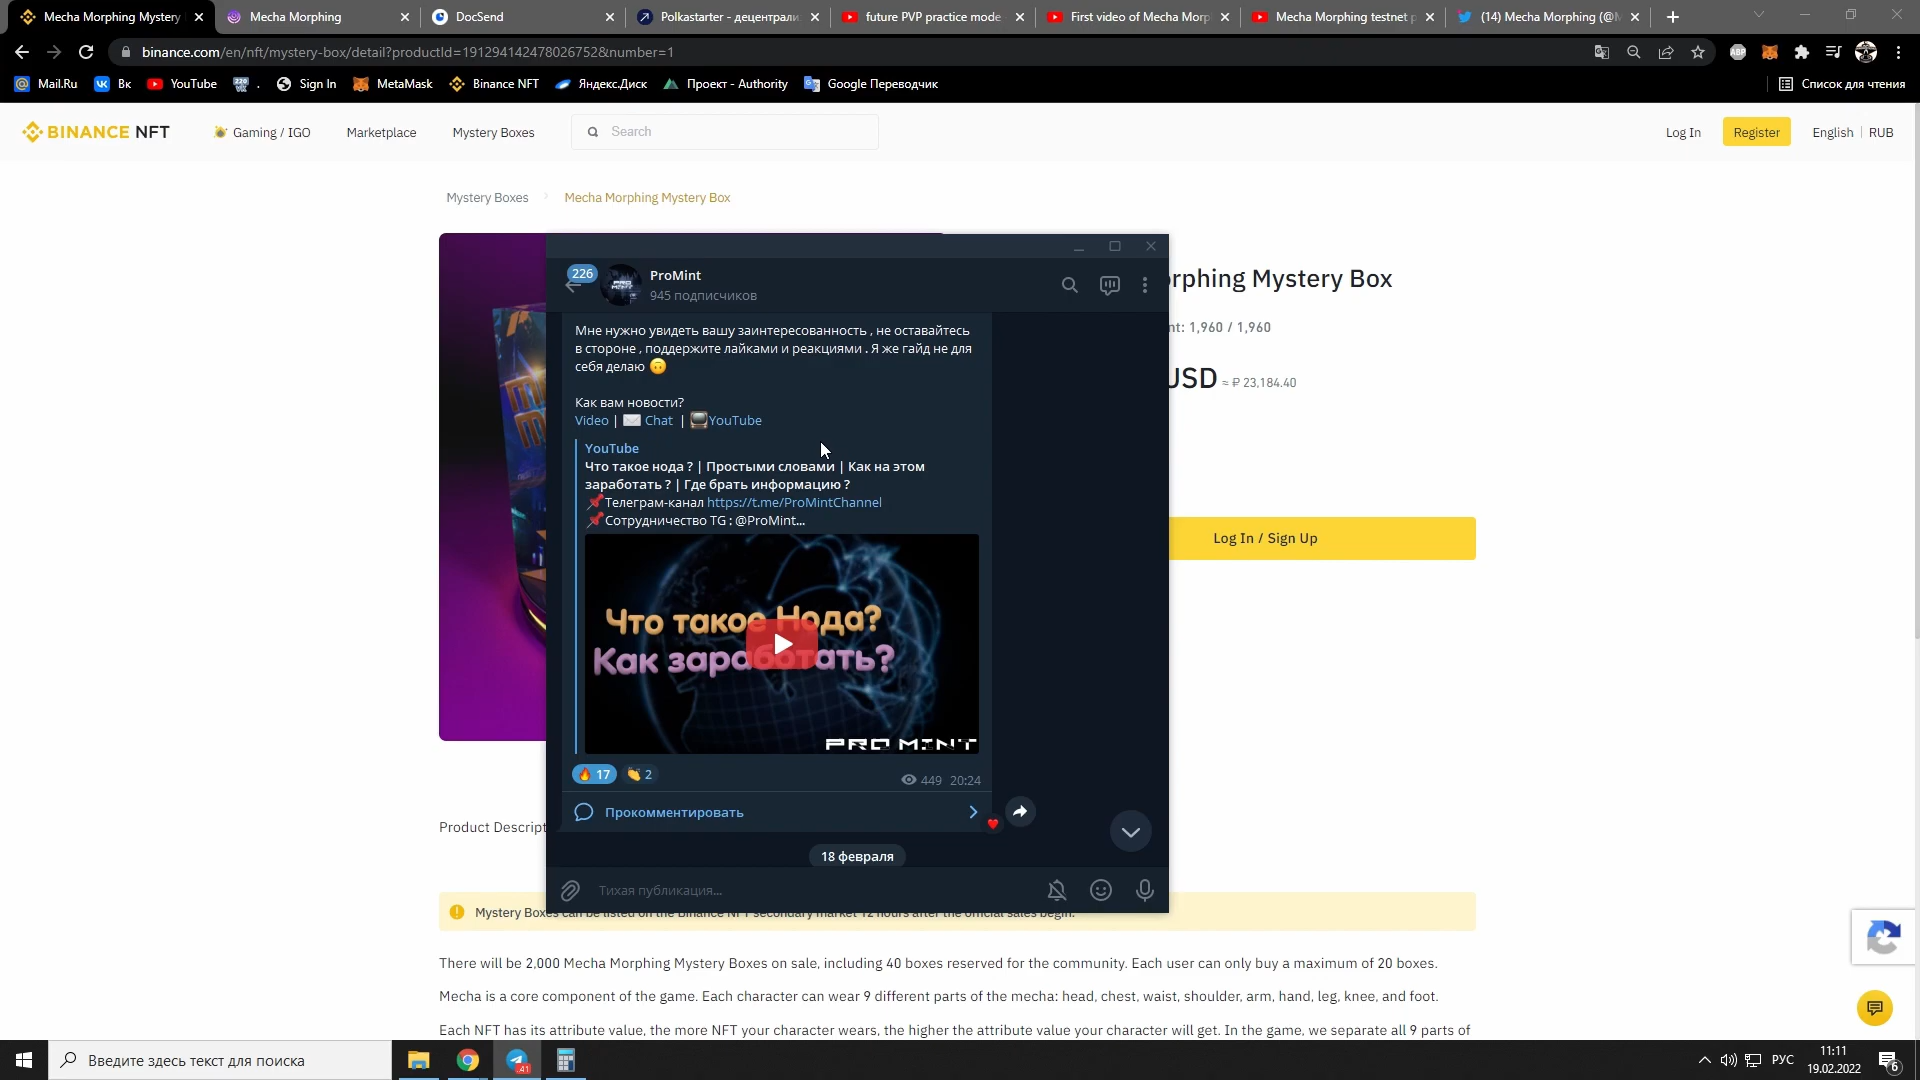 Mecha Morphing Mystery
Mecha Morphing
DocSend
Polkastarter - децентрали
future PVP practice mode
First video of Mecha Morp
Mecha Morphing testnet p
(14) Mecha Morphing (@M
binance.com/en/nft/mystery-box/detail?productId=191294142478026752&number=1
ABP
Mail.Ru
Вк
YouTube
220
.
Sign In
MetaMask
Binance NFT
Яндекс.Диск
Проект - Authority
Google Переводчик
Список для чтения
BINANCE NFT
Gaming / IGO
Marketplace
Mystery Boxes
Search
Log In
Register
English
RUB
Mystery Boxes
Mecha Morphing Mystery Box
226
ProMint
945 подписчиков
rphing Mystery Box
nt: 1,960 / 1,960
USD ≈ ₽ 23,184.40
Log In / Sign Up
Мне нужно увидеть вашу заинтересованность , не оставайтесь
в стороне , поддержите лайками и реакциями . Я же гайд не для
себя делаю 🙃
Как вам новости?
Video | ✉️ Chat | 📺YouTube
YouTube
Что такое нода ? | Простыми словами | Как на этом
заработать ? | Где брать информацию ?
📌Телеграм-канал https://t.me/ProMintChannel
📌Сотрудничество TG : @ProMint...
Что такое Нода?
Как заработать?
PRO MINT
🔥 17
👏 2
449 20:24
Прокомментировать
18 февраля
Тихая публикация...
Product Descript
Mystery Boxes can be listed on the Binance NFT secondary market 12 hours after the official sales begin.
There will be 2,000 Mecha Morphing Mystery Boxes on sale, including 40 boxes reserved for the community. Each user can only buy a maximum of 20 boxes.
Mecha is a core component of the game. Each character can wear 9 different parts of the mecha: head, chest, waist, shoulder, arm, hand, leg, knee, and foot.
Each NFT has its attribute value, the more NFT your character wears, the higher the attribute value your character will get. In the game, we separate all 9 parts of
Введите здесь текст для поиска
41
РУС
11:11
19.02.2022
6